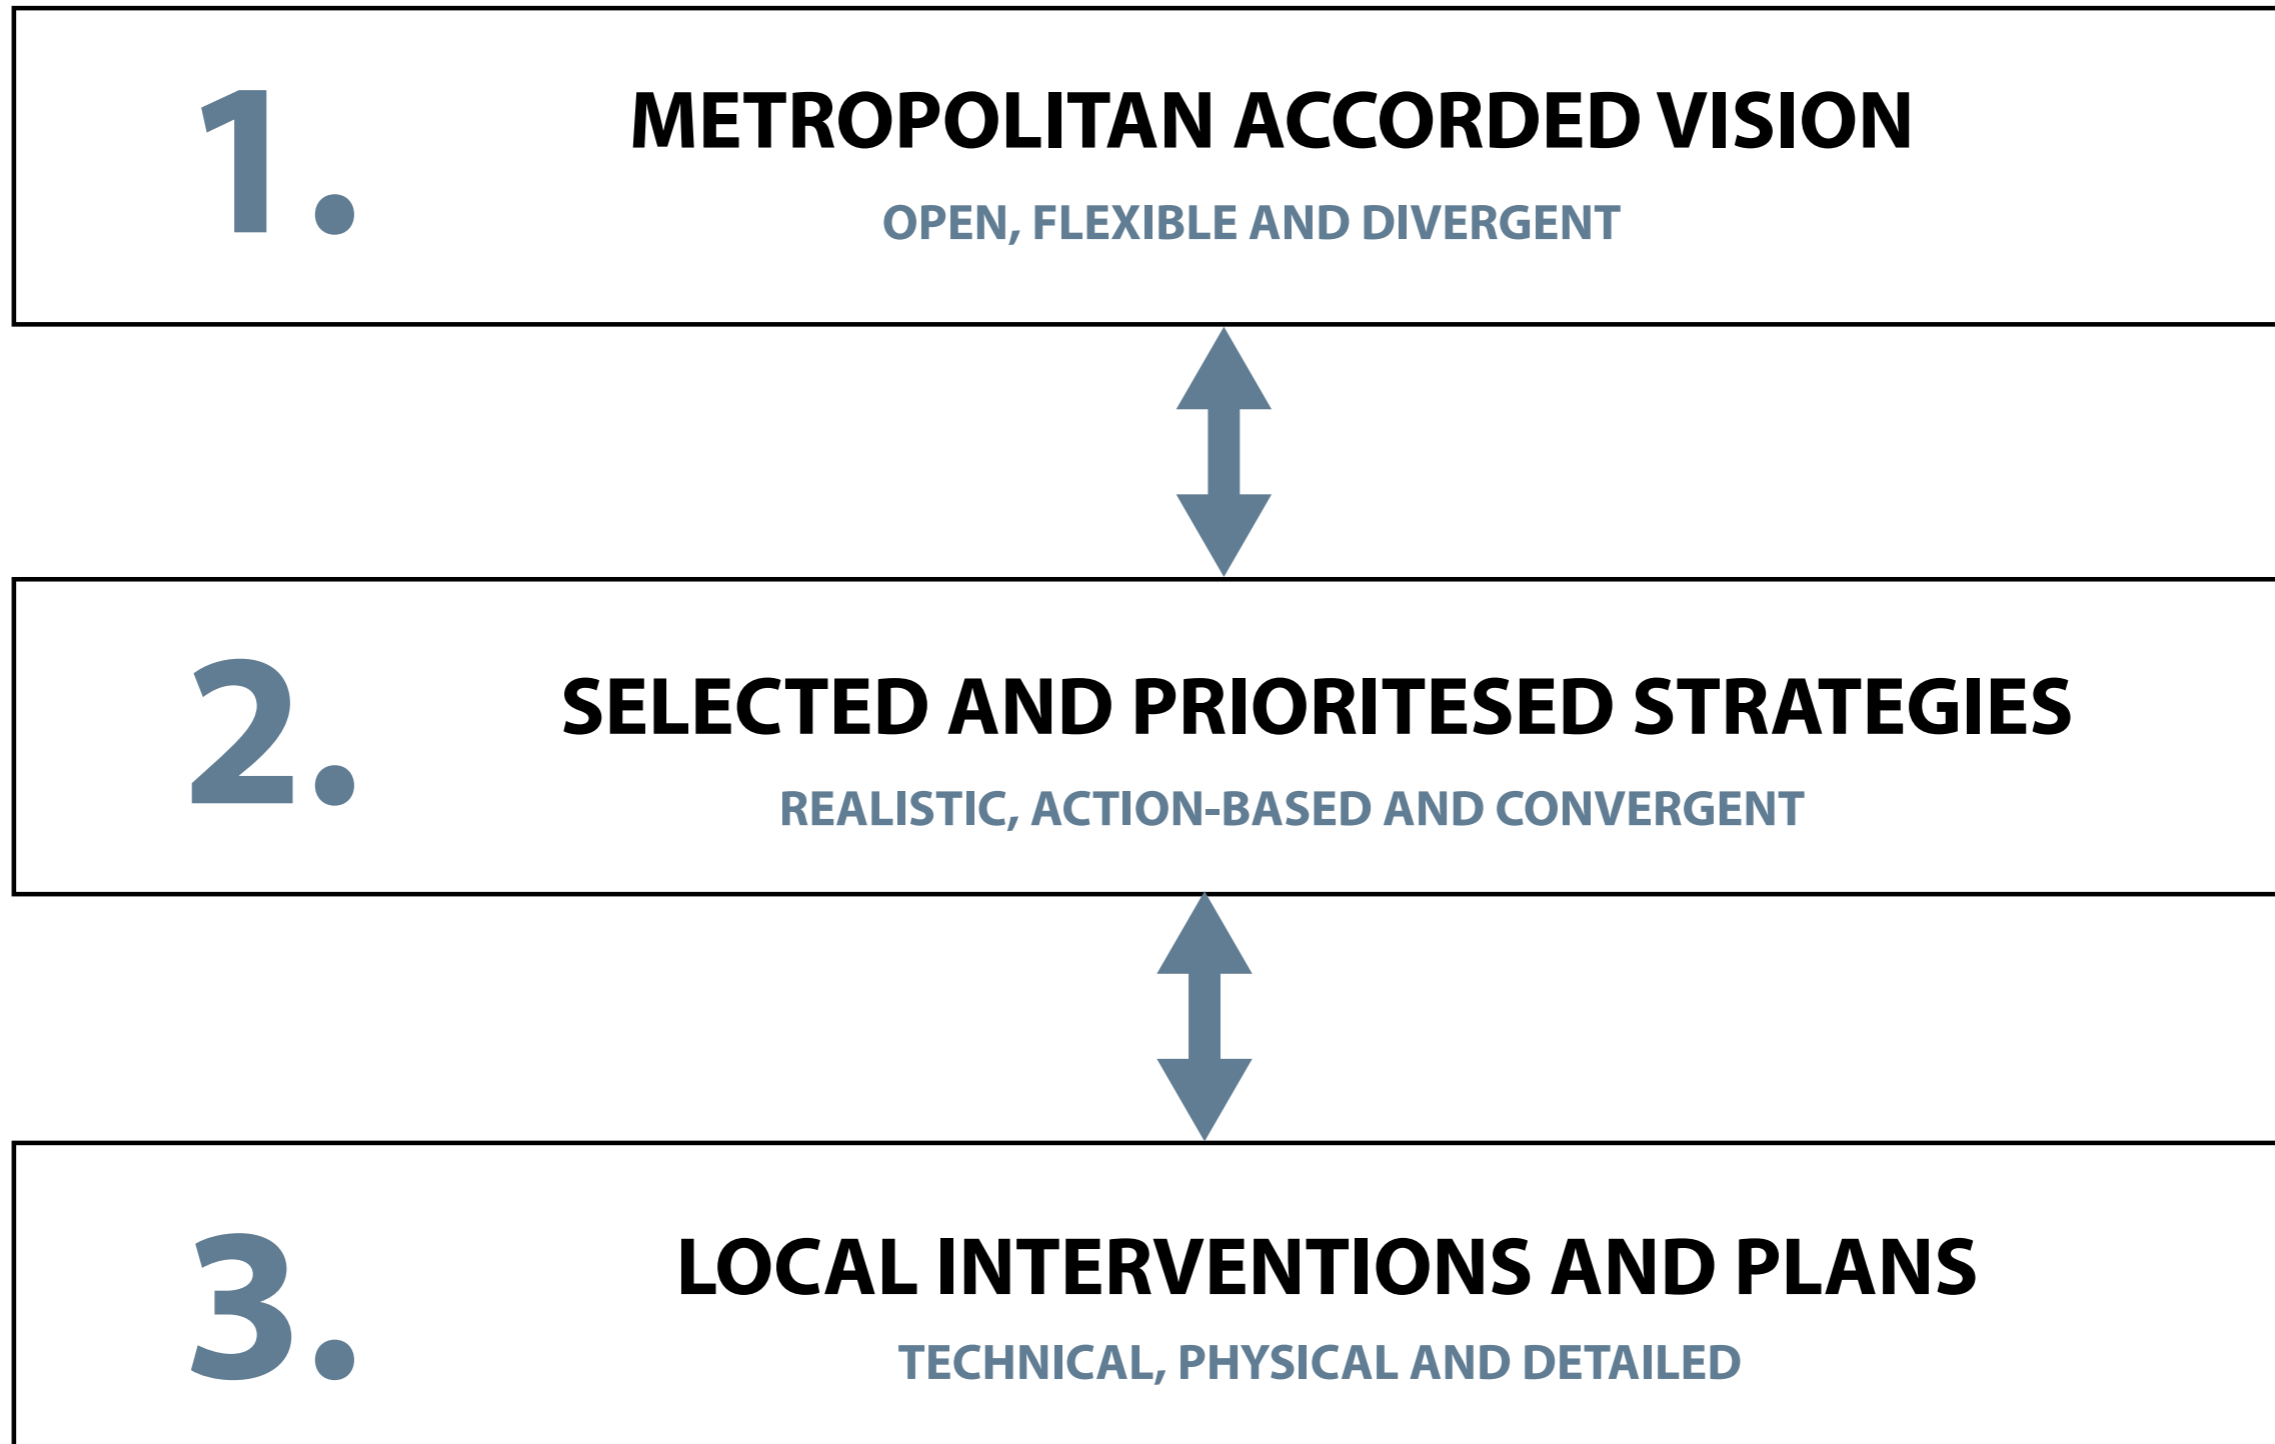 1.
METROPOLITAN ACCORDED VISION
OPEN, FLEXIBLE AND DIVERGENT
2.
SELECTED AND PRIORITESED STRATEGIES
REALISTIC, ACTION-BASED AND CONVERGENT
3.
LOCAL INTERVENTIONS AND PLANS
TECHNICAL, PHYSICAL AND DETAILED